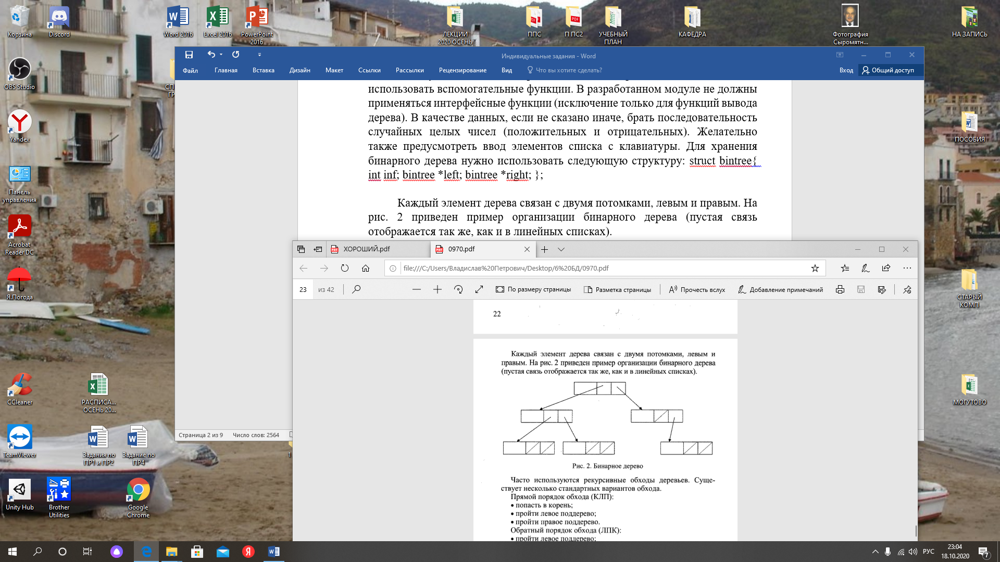 Корзина
Discord
Word 2016
Excel 2016
PowerPoint
2016
ЛЕКЦИИ
2020 ОСЕНЬ
ППС
П ПС2
УЧЕБНЫЙ
ПЛАН
КАФЕДРА
Фотография
Сыромятн...
НА ЗАПИСЬ
OBS Studio
Yandex
Панель
управления
Acrobat
Reader DC
Я.Погода
CCleaner
РАСПИСА...
ОСЕНЬ 20...
TeamViewer
Задания по
ПР1 и ПР2
Задание по
ПР4
Unity Hub
Brother
Utilities
Google
Chrome
ПОСОБИЯ
СТАРЫЙ
КОМП
МОГУТОВО
Индивидуальные задания - Word
Файл Главная Вставка Дизайн Макет Ссылки Рассылки Рецензирование Вид Что вы хотите сделать? Вход Общий доступ
использовать вспомогательные функции. В разработанном модуле не должны
применяться интерфейсные функции (исключение только для функций вывода
дерева). В качестве данных, если не сказано иначе, брать последовательность
случайных целых чисел (положительных и отрицательных). Желательно
также предусмотреть ввод элементов списка с клавиатуры. Для хранения
бинарного дерева нужно использовать следующую структуру: struct bintree{
int inf; bintree *left; bintree *right; };
Каждый элемент дерева связан с двумя потомками, левым и правым. На
рис. 2 приведен пример организации бинарного дерева (пустая связь
отображается так же, как и в линейных списках).
Страница 2 из 9 Число слов: 2564
ХОРОШИЙ.pdf 0970.pdf
file:///C:/Users/Владислав%20Петрович/Desktop/6%20БД/0970.pdf
23 из 42 По размеру страницы Разметка страницы Прочесть вслух Добавление примечаний
22
Каждый элемент дерева связан с двумя потомками, левым и
правым. На рис. 2 приведен пример организации бинарного дерева
(пустая связь отображается так же, как и в линейных списках).
Рис. 2. Бинарное дерево
Часто используются рекурсивные обходы деревьев. Суще-
ствует несколько стандартных вариантов обхода.
Прямой порядок обхода (КЛП):
• попасть в корень;
• пройти левое поддерево;
• пройти правое поддерево.
Обратный порядок обхода (ЛПК):
• пройти левое поддерево;
РУС
23:04
18.10.2020
7